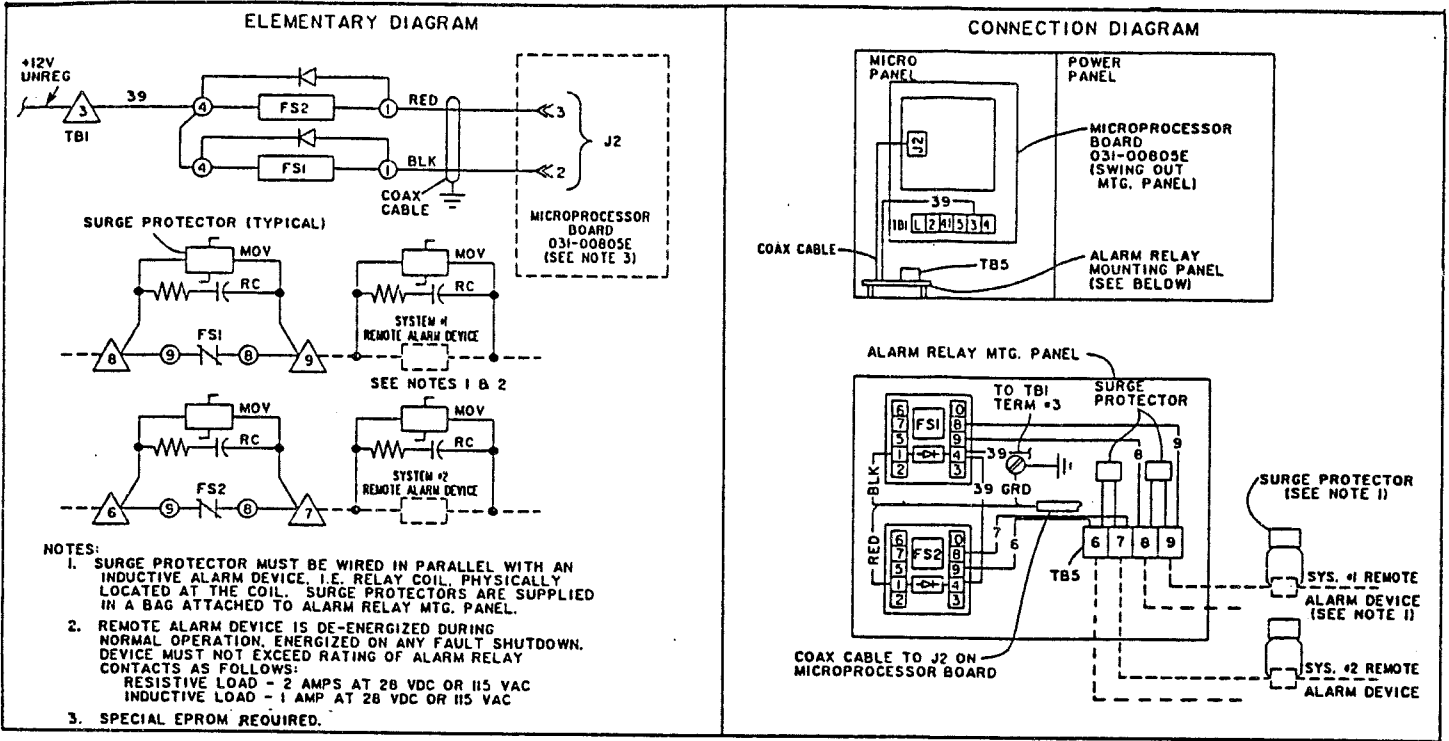 ELEMENTARY DIAGRAM
+12V
UNREG
3
TB1
39
4
FS2
1
RED
3
4
FS1
1
BLK
2
J2
COAX
CABLE
MICROPROCESSOR
BOARD
031-00805E
(SEE NOTE 3)
SURGE PROTECTOR (TYPICAL)
MOV
RC
FS1
8
9
8
9
MOV
RC
SYSTEM #1
REMOTE ALARM DEVICE
SEE NOTES 1 & 2
MOV
RC
FS2
6
9
8
7
MOV
RC
SYSTEM #2
REMOTE ALARM DEVICE
NOTES:
1. SURGE PROTECTOR MUST BE WIRED IN PARALLEL WITH AN
INDUCTIVE ALARM DEVICE, I.E. RELAY COIL, PHYSICALLY
LOCATED AT THE COIL. SURGE PROTECTORS ARE SUPPLIED
IN A BAG ATTACHED TO ALARM RELAY MTG. PANEL.
2. REMOTE ALARM DEVICE IS DE-ENERGIZED DURING
NORMAL OPERATION, ENERGIZED ON ANY FAULT SHUTDOWN.
DEVICE MUST NOT EXCEED RATING OF ALARM RELAY
CONTACTS AS FOLLOWS:
RESISTIVE LOAD - 2 AMPS AT 28 VDC OR 115 VAC
INDUCTIVE LOAD - 1 AMP AT 28 VDC OR 115 VAC
3. SPECIAL EPROM REQUIRED.
CONNECTION DIAGRAM
MICRO
PANEL
POWER
PANEL
J2
MICROPROCESSOR
BOARD
031-00805E
(SWING OUT
MTG. PANEL)
39
TB1 L 2 41 5 3 4
COAX CABLE
TB5
ALARM RELAY
MOUNTING PANEL
(SEE BELOW)
ALARM RELAY MTG. PANEL
TO TB1
TERM #3
SURGE
PROTECTOR
6 0
7 FS1 8
5 9
1 4
2 3
39
GRD
39
9
8
BLK
RED
7
6
6 0
7 FS2 8
5 9
1 4
2 3
6 7 8 9
TB5
SURGE PROTECTOR
(SEE NOTE 1)
SYS. #1 REMOTE
ALARM DEVICE
(SEE NOTE 1)
SYS. #2 REMOTE
ALARM DEVICE
COAX CABLE TO J2 ON
MICROPROCESSOR BOARD